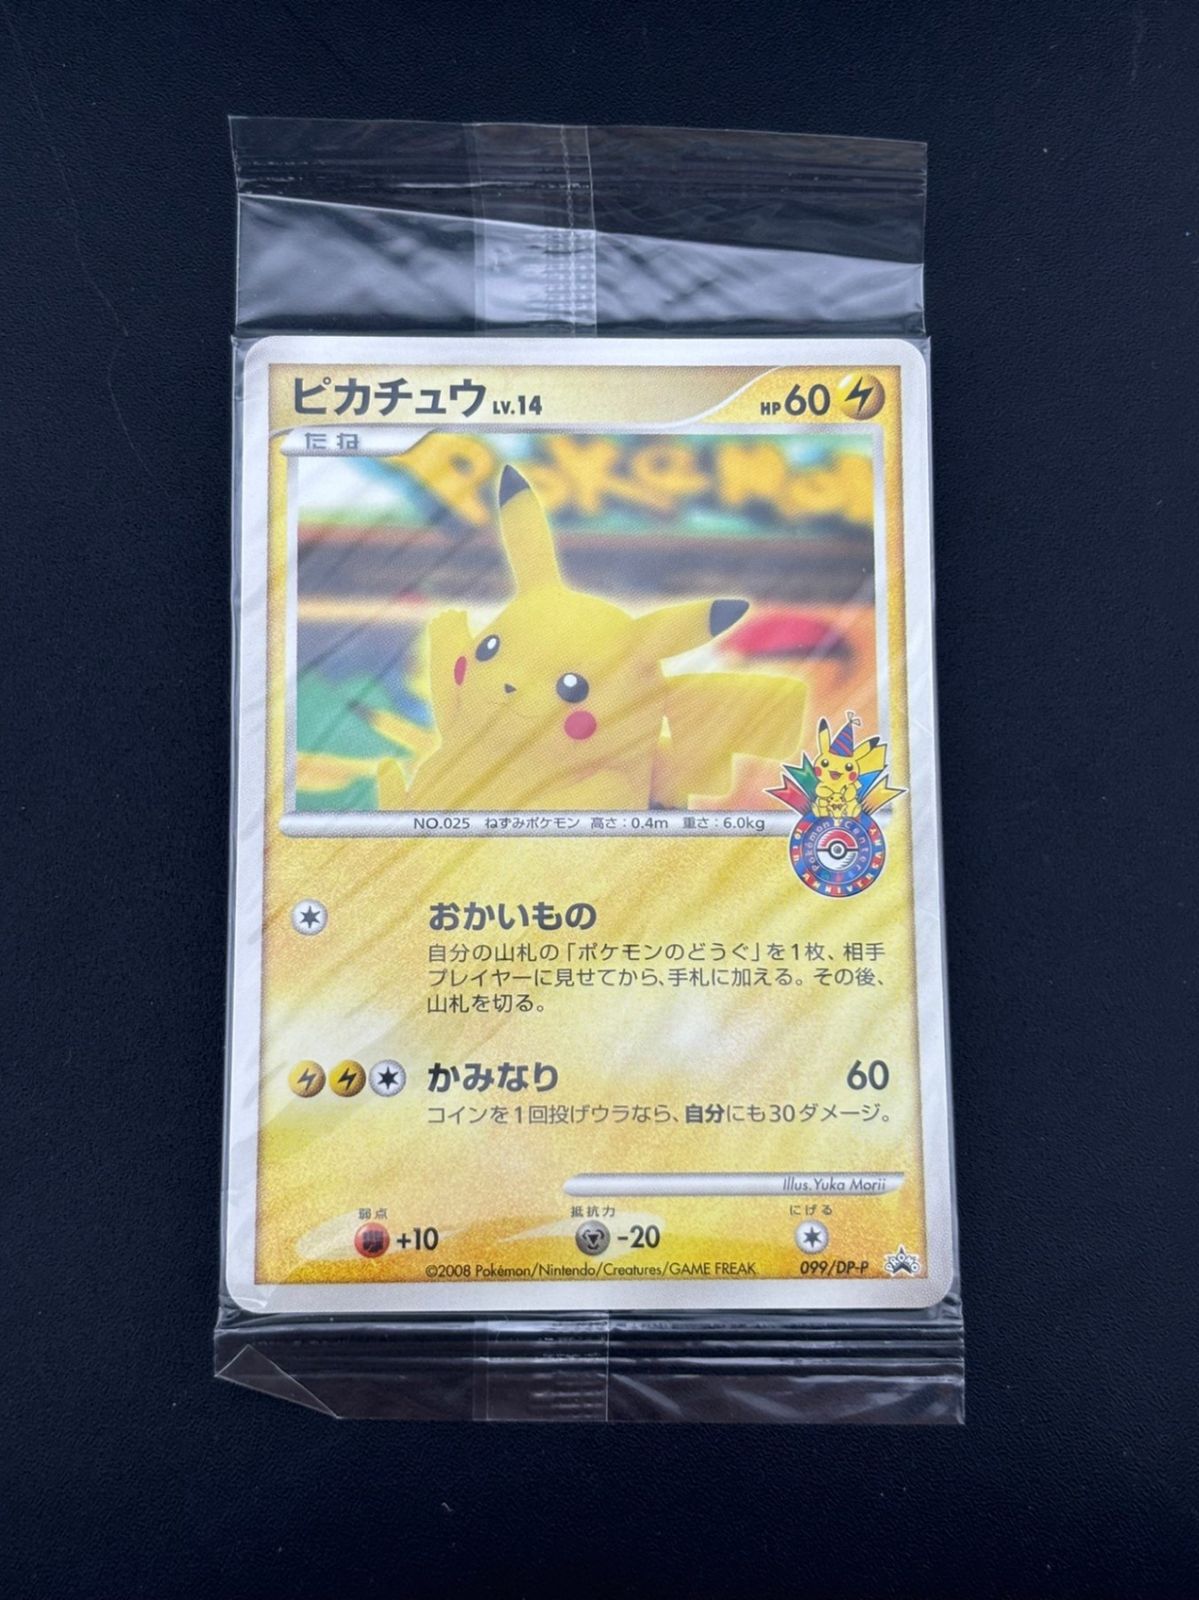 ピカチュウ LV.14 HP60
たね
Pokémon
NO.025 ねずみポケモン 高さ:0.4m 重さ:6.0kg
Pokémon Center
10th ANNIVERSARY
おかいもの
自分の山札の「ポケモンのどうぐ」を1枚、相手
プレイヤーに見せてから、手札に加える。その後、
山札を切る。
かみなり 60
コインを1回投げウラなら、自分にも30ダメージ。
Illus.Yuka Morii
弱点 抵抗力 にげる
+10 -20
©2008 Pokémon/Nintendo/Creatures/GAME FREAK 099/DP-P